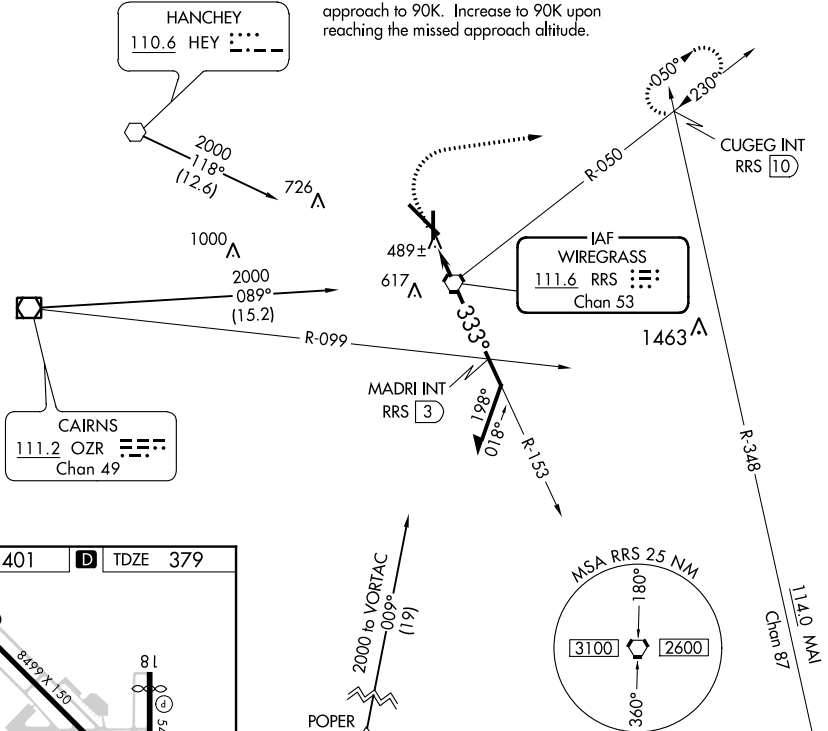 approach to 90K. Increase to 90K upon
reaching the missed approach altitude.
HANCHEY
110.6 HEY
2000
118°
(12.6)
726
1000
2000
089°
(15.2)
R-099
CAIRNS
111.2 OZR
Chan 49
489±
617
333°
IAF
WIREGRASS
111.6 RRS
Chan 53
R-050
050°
230°
CUGEG INT
RRS 10
1463
MADRI INT
RRS 3
198°
018°
R-153
R-348
114.0 MAI
Chan 87
401
D TDZE 379
8499 X 150
18
P
2000 to VORTAC
009°
(19)
POPER
MSA RRS 25 NM
180°
3100
2600
360°